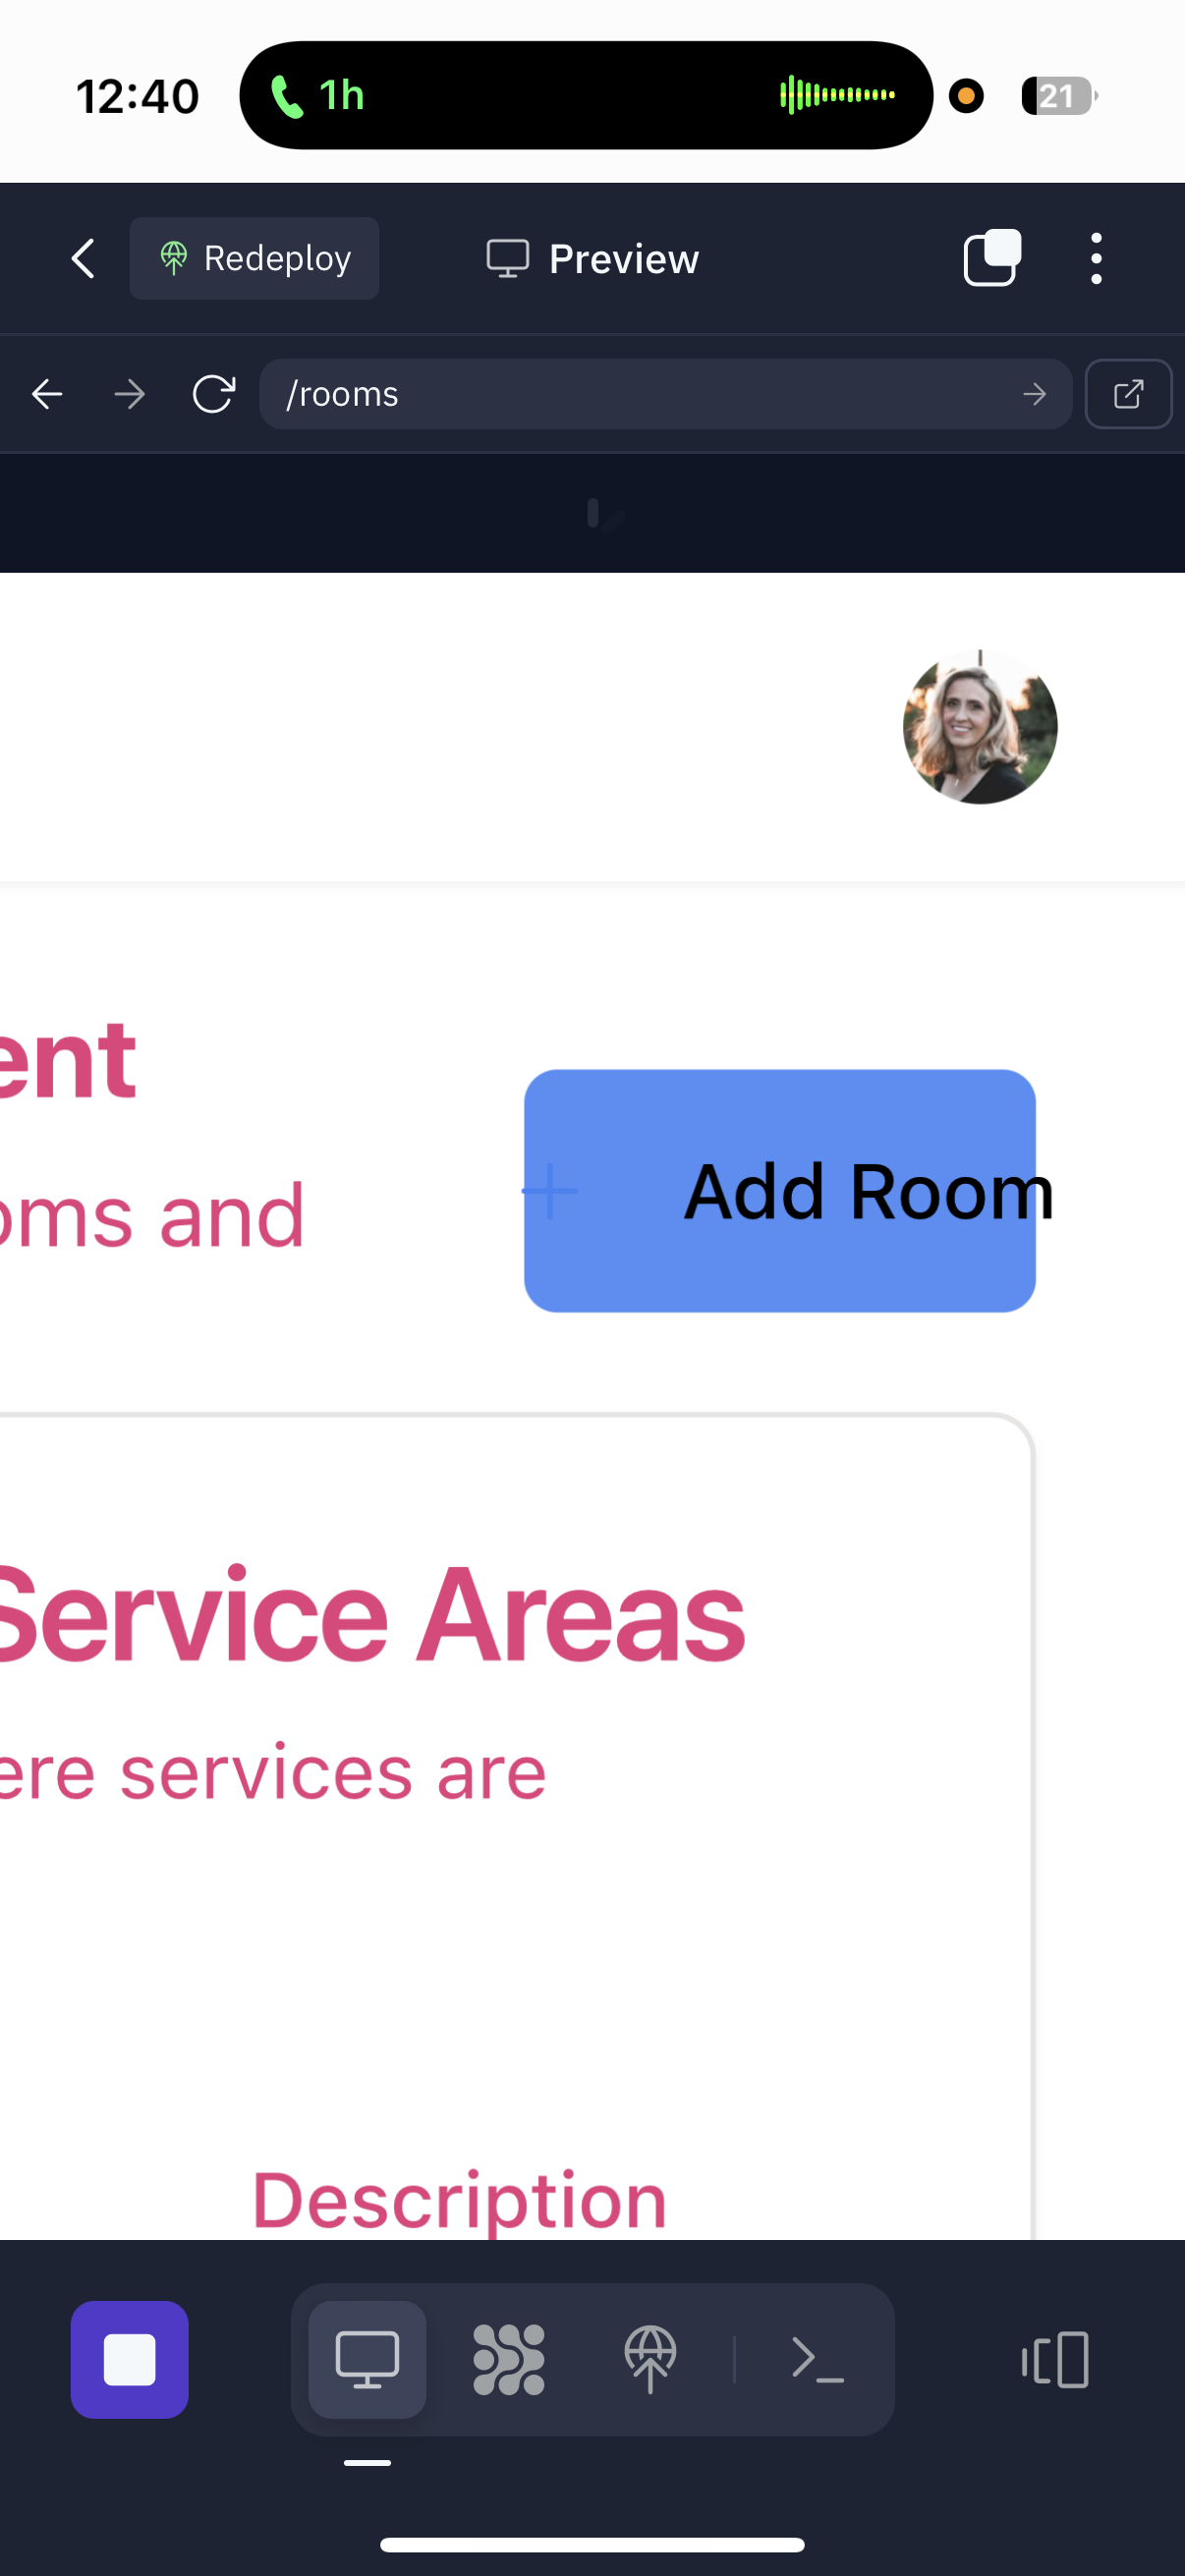 12:40
1h
21
Redeploy
Preview
/rooms
ent
oms and
Add Room
Service Areas
ere services are
Description